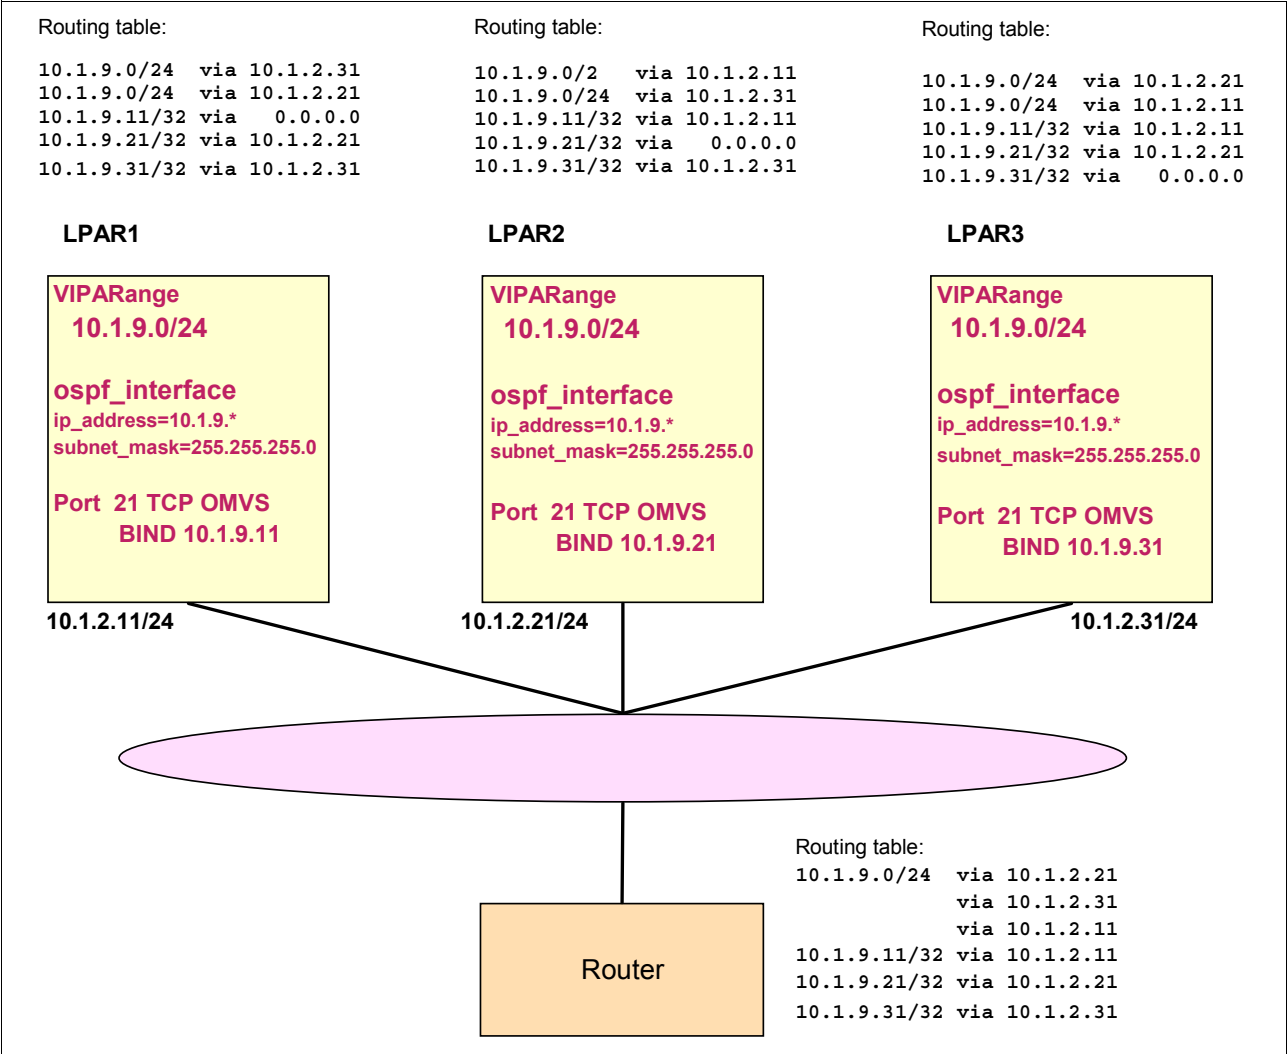 Routing table:
10.1.9.0/24  via 10.1.2.31
10.1.9.0/24  via 10.1.2.21
10.1.9.11/32 via   0.0.0.0
10.1.9.21/32 via 10.1.2.21
10.1.9.31/32 via 10.1.2.31
Routing table:
10.1.9.0/2   via 10.1.2.11
10.1.9.0/24  via 10.1.2.31
10.1.9.11/32 via 10.1.2.11
10.1.9.21/32 via   0.0.0.0
10.1.9.31/32 via 10.1.2.31
Routing table:
10.1.9.0/24  via 10.1.2.21
10.1.9.0/24  via 10.1.2.11
10.1.9.11/32 via 10.1.2.11
10.1.9.21/32 via 10.1.2.21
10.1.9.31/32 via   0.0.0.0
LPAR1
VIPARange
10.1.9.0/24
ospf_interface
ip_address=10.1.9.*
subnet_mask=255.255.255.0
Port  21 TCP OMVS
BIND 10.1.9.11
10.1.2.11/24
LPAR2
VIPARange
10.1.9.0/24
ospf_interface
ip_address=10.1.9.*
subnet_mask=255.255.255.0
Port  21 TCP OMVS
BIND 10.1.9.21
10.1.2.21/24
LPAR3
VIPARange
10.1.9.0/24
ospf_interface
ip_address=10.1.9.*
subnet_mask=255.255.255.0
Port  21 TCP OMVS
BIND 10.1.9.31
10.1.2.31/24
Router
Routing table:
10.1.9.0/24  via 10.1.2.21
via 10.1.2.31
via 10.1.2.11
10.1.9.11/32 via 10.1.2.11
10.1.9.21/32 via 10.1.2.21
10.1.9.31/32 via 10.1.2.31